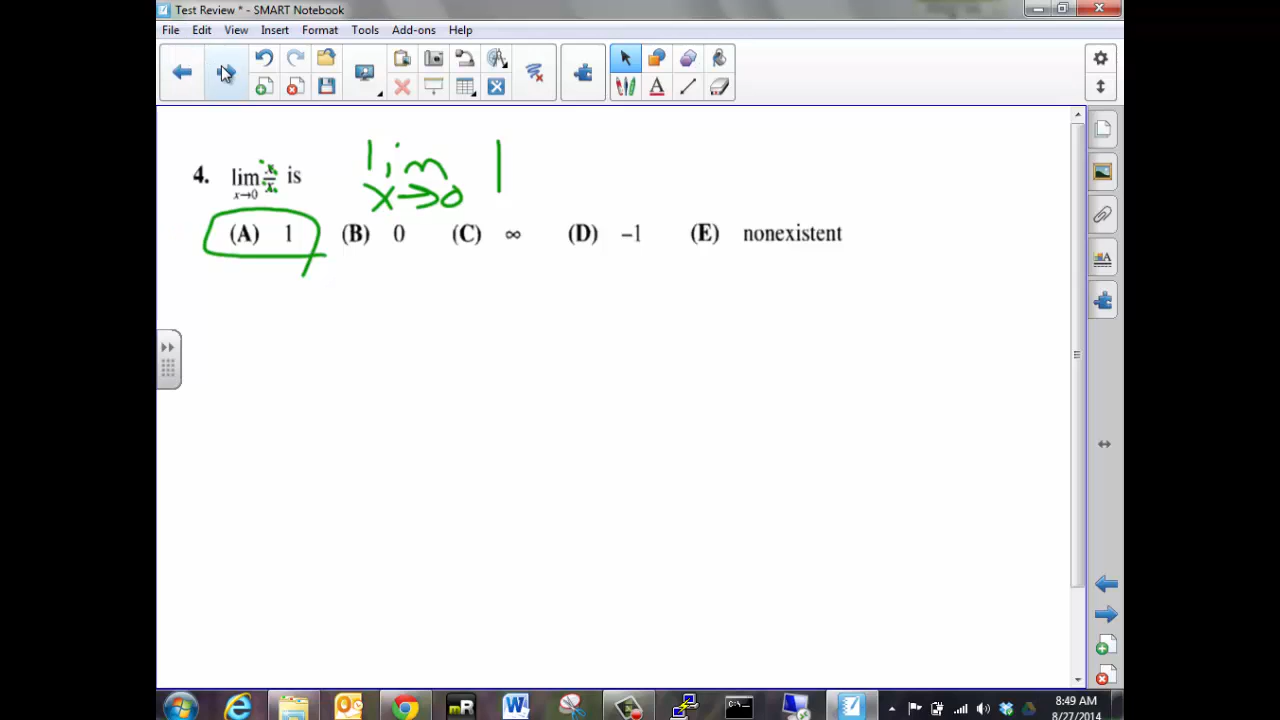 Test Review * - SMART Notebook
File Edit View Insert Format Tools Add-ons Help
4. lim x→0 x/x is
lim x→0 1
(A) 1 (B) 0 (C) ∞ (D) −1 (E) nonexistent
8:49 AM
8/27/2014